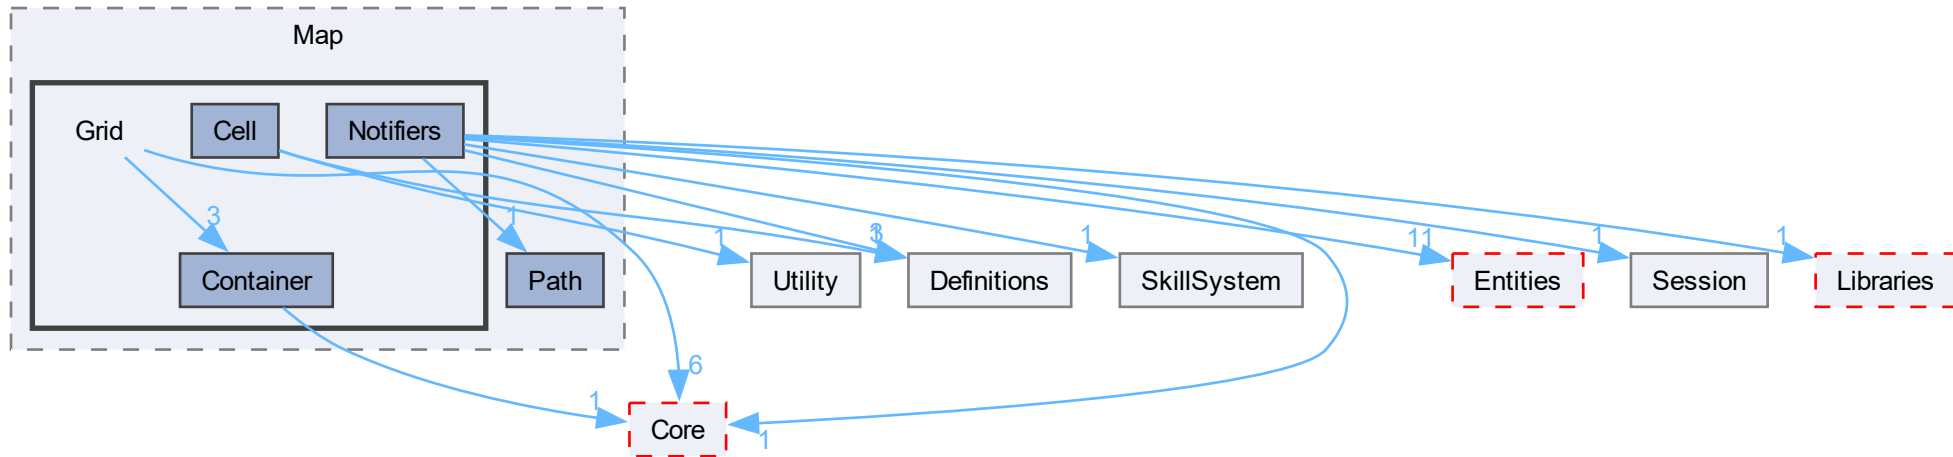 Map
Grid
Cell
Notifiers
3
1
1
3
1
1
11
1
1
Container
Path
Utility
Definitions
SkillSystem
Entities
Session
Libraries
6
1
Core
1